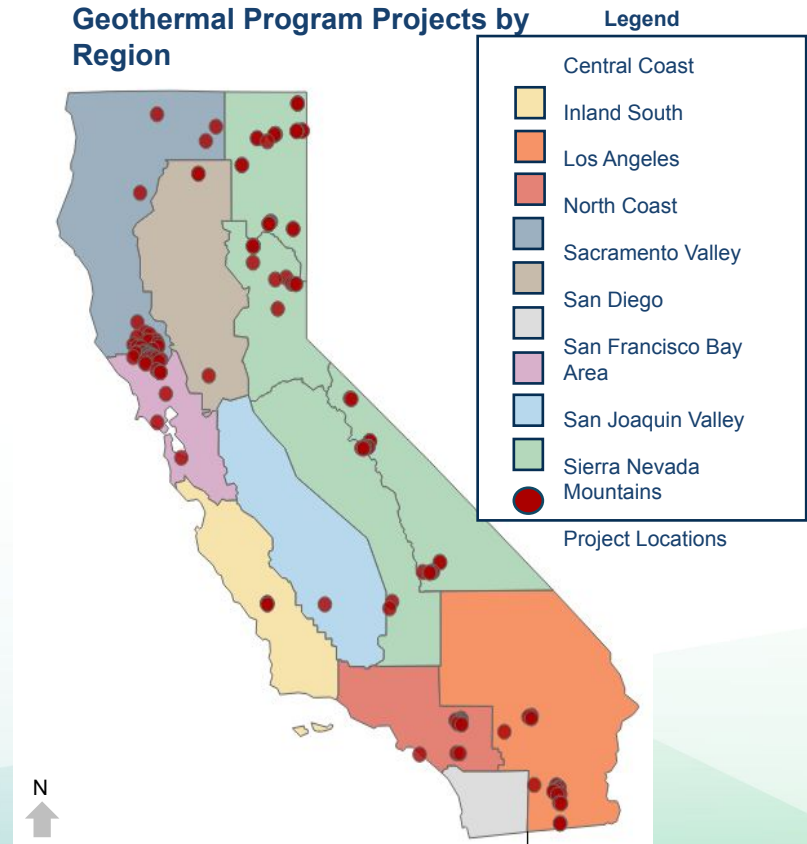 Geothermal Program Projects by
Region
Legend
Central Coast
Inland South
Los Angeles
North Coast
Sacramento Valley
San Diego
San Francisco Bay
Area
San Joaquin Valley
Sierra Nevada
Mountains
Project Locations
N